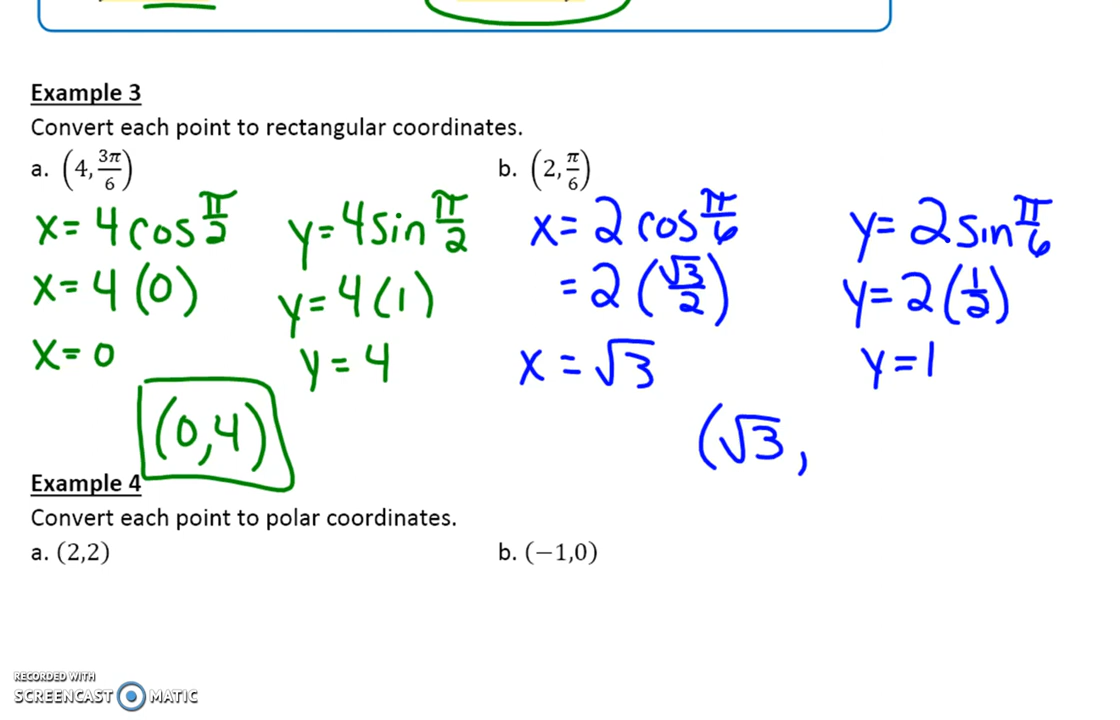 Example 3
Convert each point to rectangular coordinates.
a. (4, 3π/6) b. (2, π/6)
x = 4 cos π/2 y = 4 sin π/2 x = 2 cos π/6 y = 2 sin π/6
x = 4 (0) y = 4 (1) = 2 (√3/2) y = 2 (1/2)
x = 0 y = 4 x = √3 y = 1
(0,4) (√3,
Example 4
Convert each point to polar coordinates.
a. (2,2) b. (−1,0)
RECORDED WITH
SCREENCAST MATIC